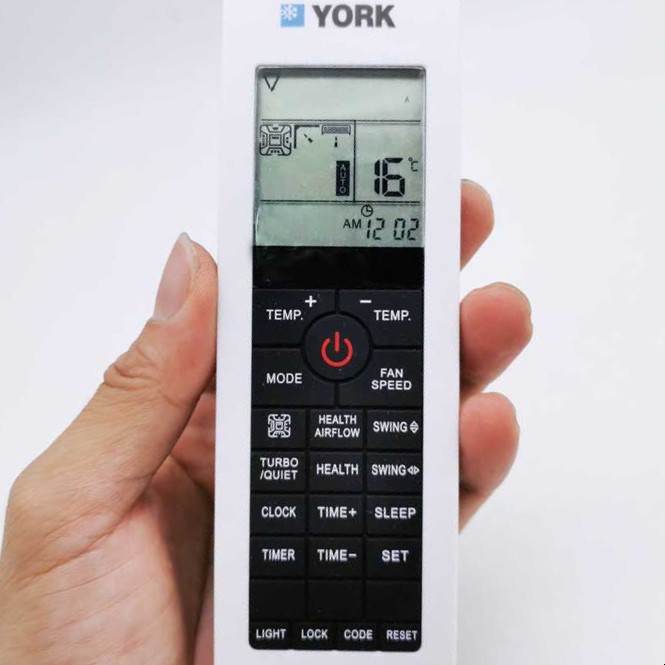 YORK
A
16 °C
AUTO
AM 12 02
+ −
TEMP. TEMP.
MODE FAN SPEED
HEALTH AIRFLOW SWING
TURBO /QUIET HEALTH SWING
CLOCK TIME+ SLEEP
TIMER TIME− SET
LIGHT LOCK CODE RESET